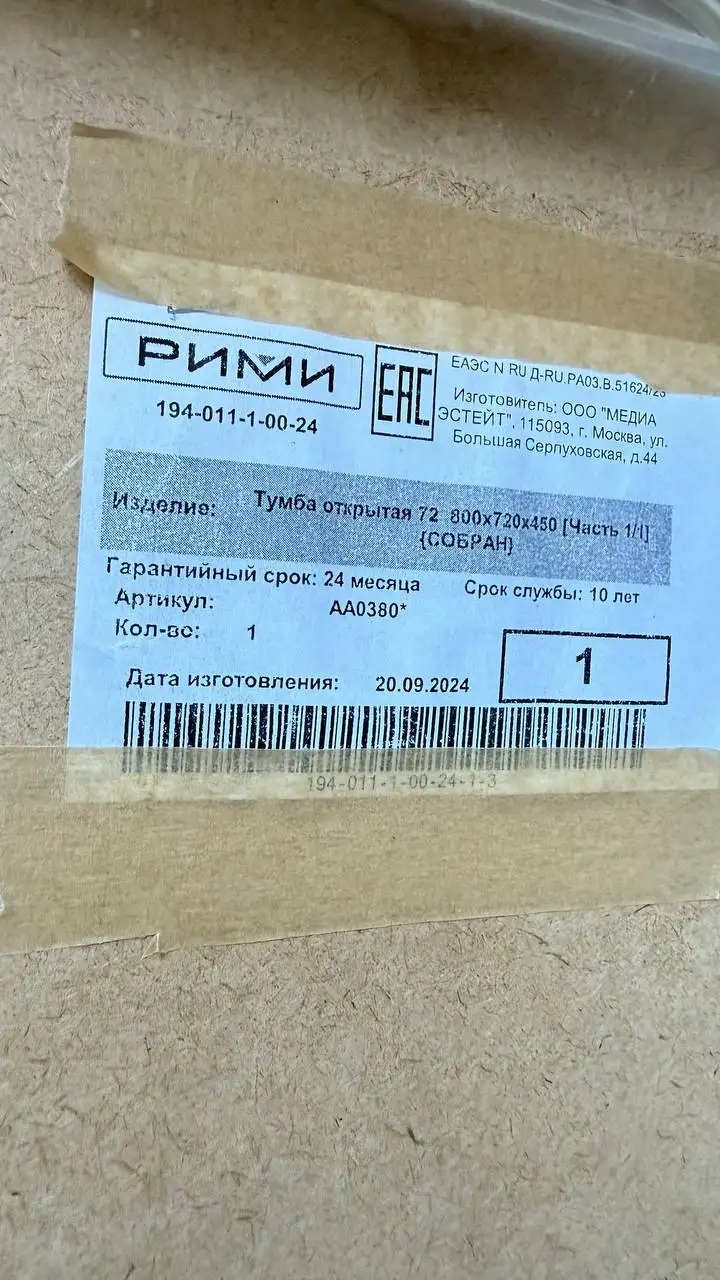 РИМИ
194-011-1-00-24
ЕАС
ЕАЭС N RU Д-RU.РА03.В.51624/23
Изготовитель: ООО "МЕДИА
ЭСТЕЙТ", 115093, г. Москва, ул.
Большая Серпуховская, д.44
Изделие: Тумба открытая 72 800x720x450 [Часть 1/1]
{СОБРАН}
Гарантийный срок: 24 месяца Срок службы: 10 лет
Артикул: АА0380*
Кол-во: 1
1
Дата изготовления: 20.09.2024
194-011-1-00-24-1-3